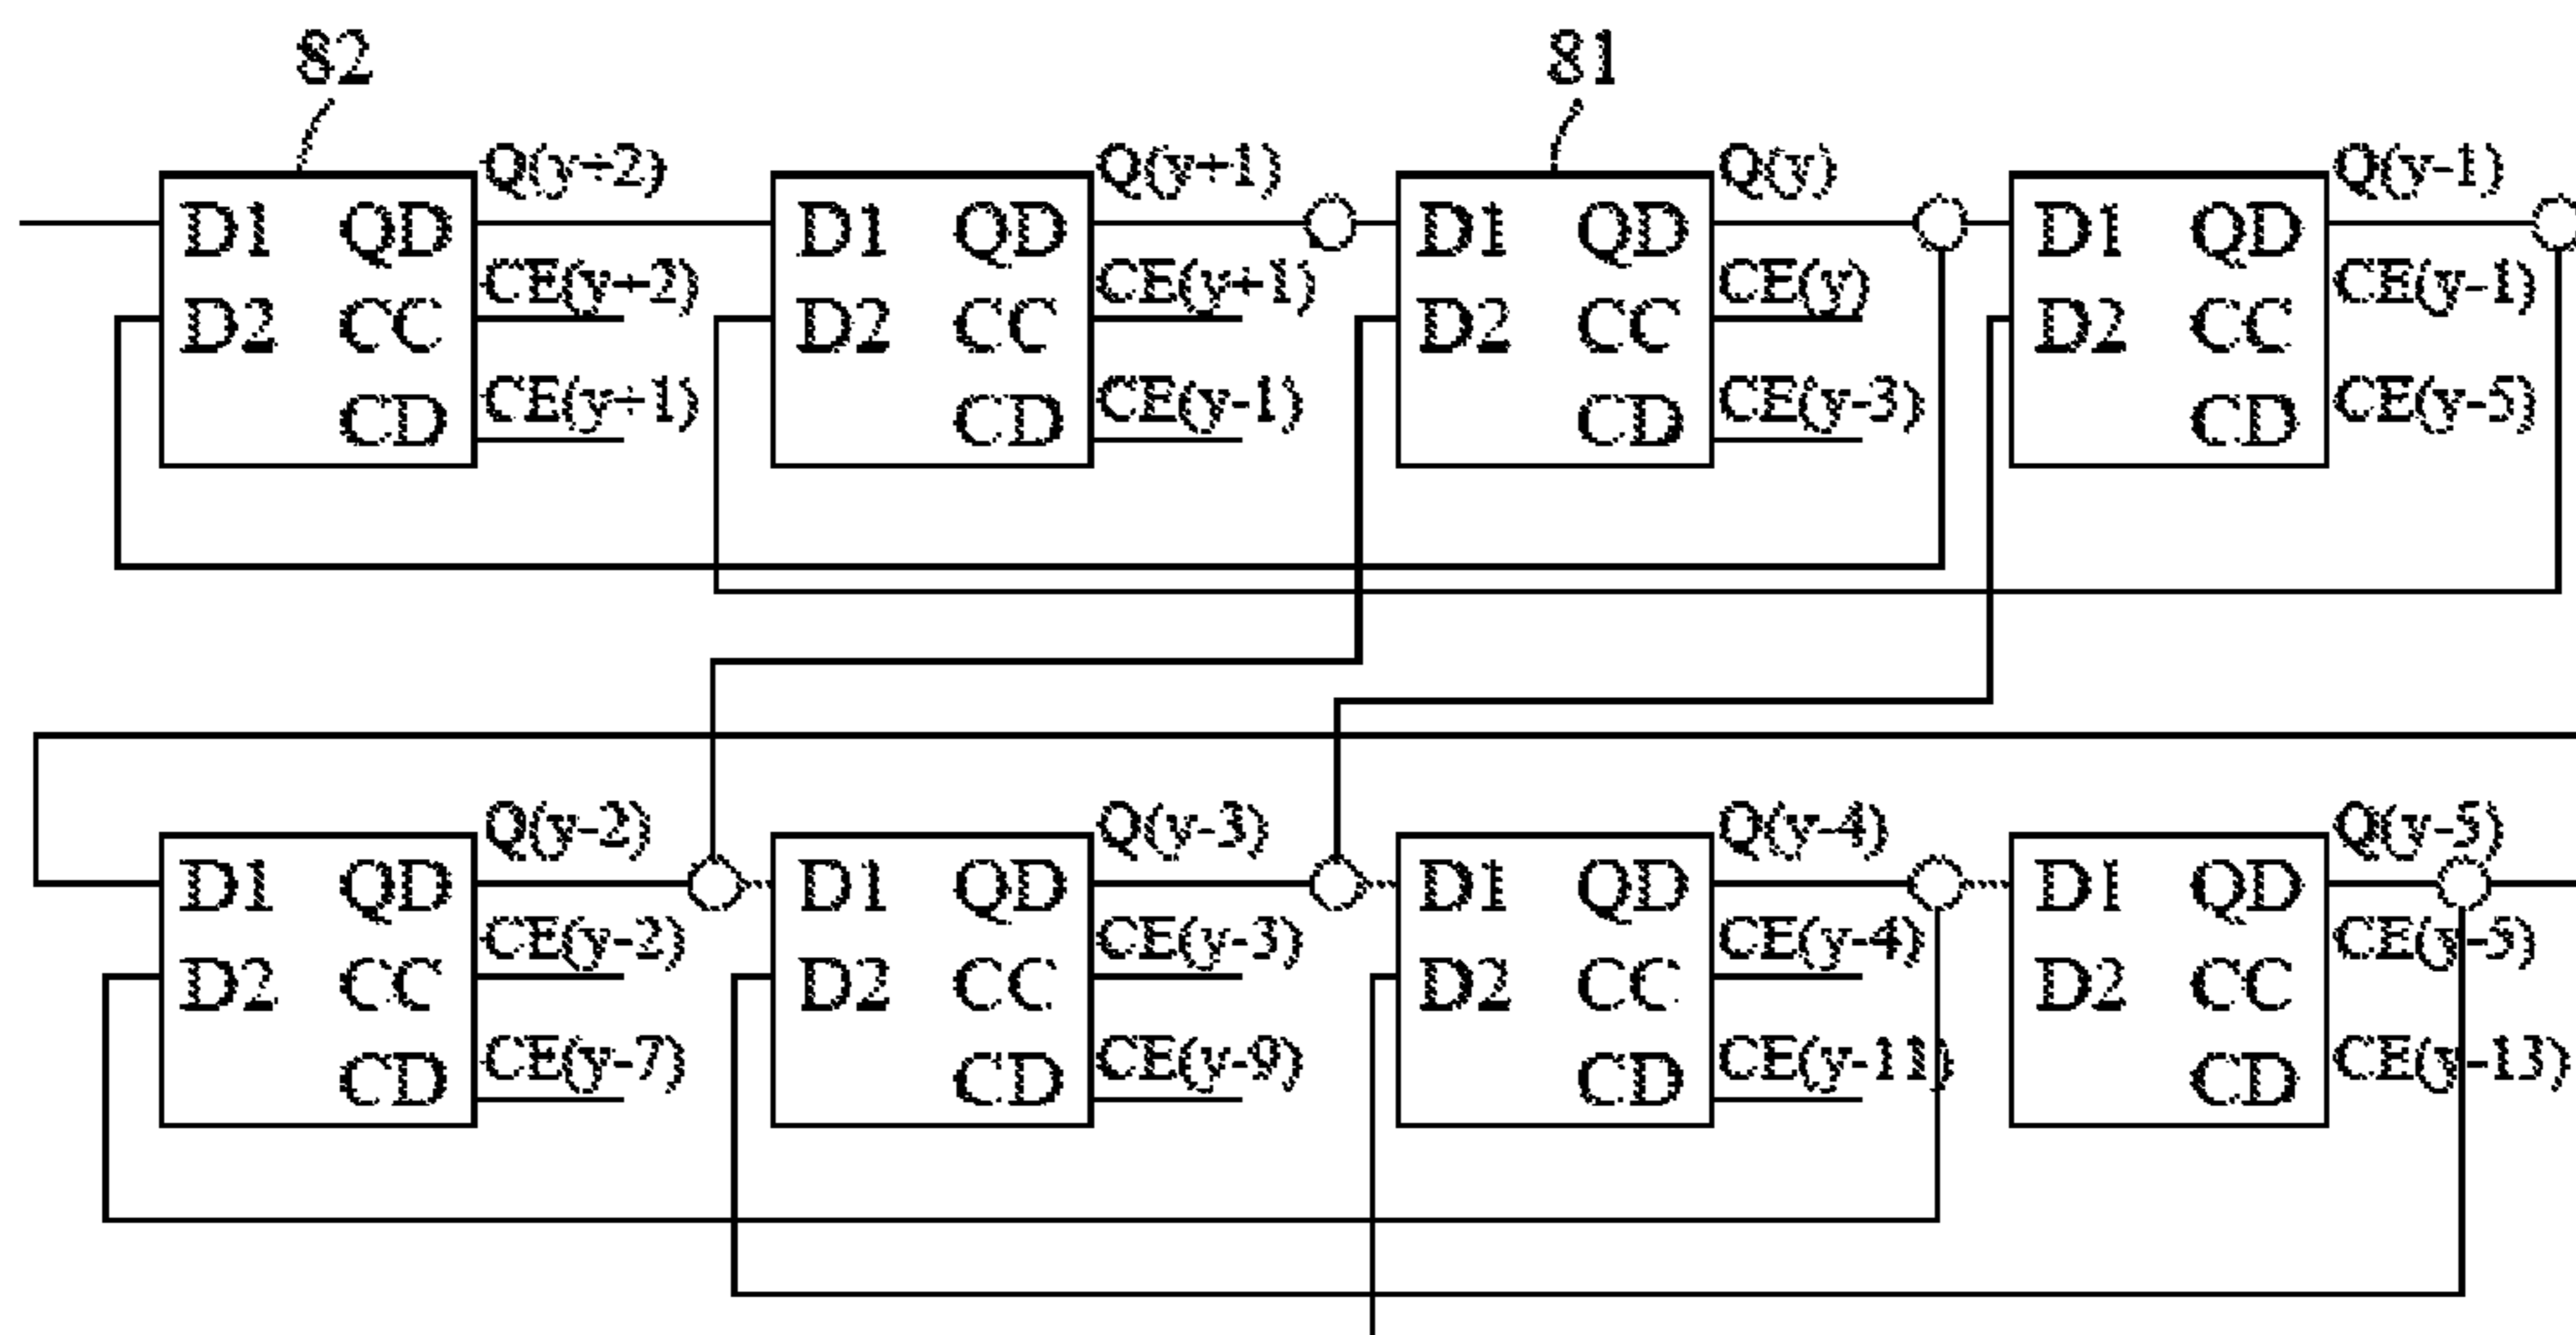 82 81
Q(y+2) Q(y+1) Q(y) Q(y-1)
D1 QD D1 QD D1 QD D1 QD
CE(y+2) CE(y+1) CE(y) CE(y-1)
D2 CC D2 CC D2 CC D2 CC
CE(y+1) CE(y-1) CE(y-3) CE(y-5)
CD CD CD CD
Q(y-2) Q(y-3) Q(y-4) Q(y-5)
D1 QD D1 QD D1 QD D1 QD
CE(y-2) CE(y-3) CE(y-4) CE(y-5)
D2 CC D2 CC D2 CC D2 CC
CE(y-7) CE(y-9) CE(y-11) CE(y-13)
CD CD CD CD